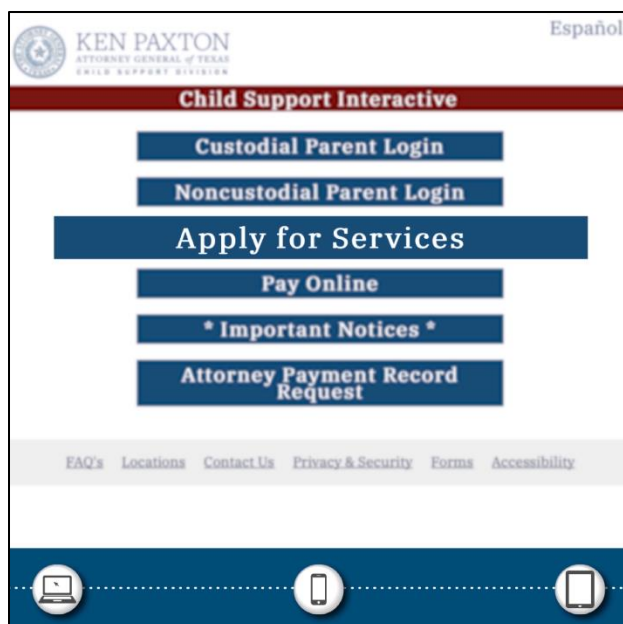 Español
KEN PAXTON
ATTORNEY GENERAL of TEXAS
CHILD SUPPORT DIVISION
Child Support Interactive
Custodial Parent Login
Noncustodial Parent Login
Apply for Services
Pay Online
* Important Notices *
Attorney Payment Record
Request
FAQ's Locations Contact Us Privacy & Security Forms Accessibility